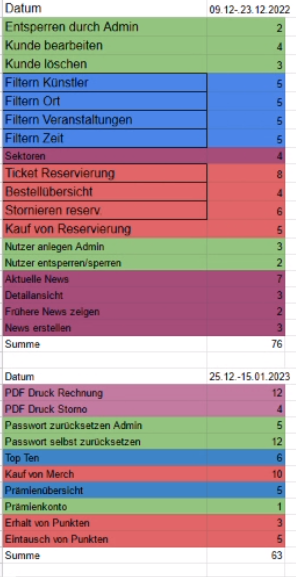 Datum 09.12.-.23.12.2022
Entsperren durch Admin 2
Kunde bearbeiten 4
Kunde löschen 3
Filtern Künstler 5
Filtern Ort 5
Filtern Veranstaltungen 5
Filtern Zeit 5
Sektoren 4
Ticket Reservierung 8
Bestellübersicht 4
Stornieren reserv. 6
Kauf von Reservierung 5
Nutzer anlegen Admin 3
Nutzer entsperren/sperren 2
Aktuelle News 7
Detailansicht 3
Frühere News zeigen 2
News erstellen 3
Summe 76
Datum 25.12.-15.01.2023
PDF Druck Rechnung 12
PDF Druck Storno 4
Passwort zurücksetzen Admin 5
Passwort selbst zurücksetzen 12
Top Ten 6
Kauf von Merch 10
Prämienübersicht 5
Prämienkonto 1
Erhalt von Punkten 3
Eintausch von Punkten 5
Summe 63